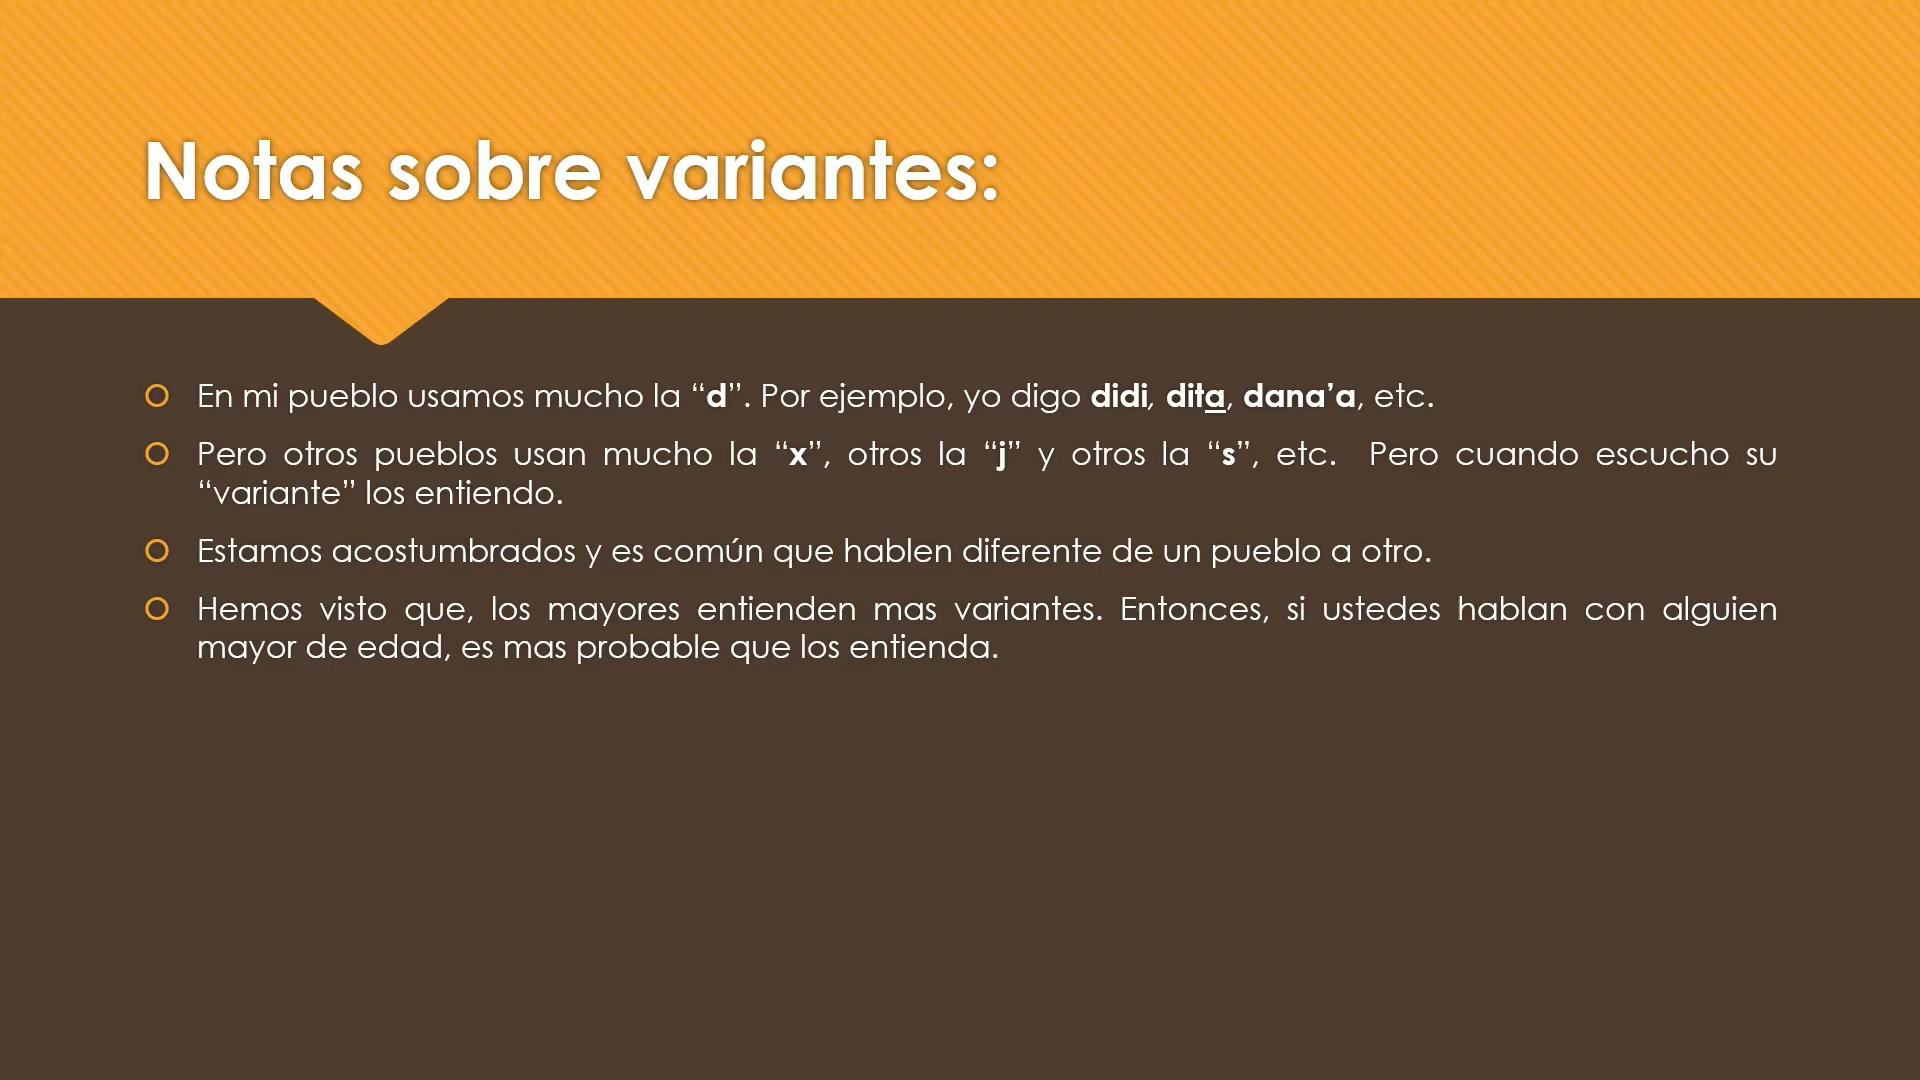 Notas sobre variantes:
En mi pueblo usamos mucho la “d”. Por ejemplo, yo digo didi, dita̱, dana’a, etc.
Pero otros pueblos usan mucho la “x”, otros la “j” y otros la “s”, etc.  Pero cuando escucho su
“variante” los entiendo.
Estamos acostumbrados y es común que hablen diferente de un pueblo a otro.
Hemos visto que, los mayores entienden mas variantes. Entonces, si ustedes hablan con alguien
mayor de edad, es mas probable que los entienda.